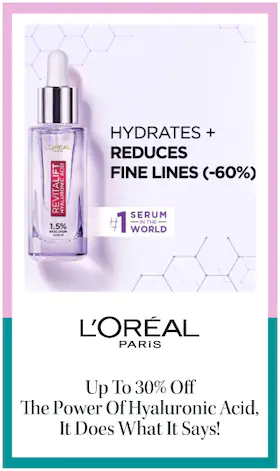 HYDRATES +
REDUCES
FINE LINES (-60%)
L'ORÉAL
REVITALIFT
HYALURONIC ACID
1.5%
#1 SERUM
IN THE
WORLD
L'ORÉAL
PARIS
Up To 30% Off
The Power Of Hyaluronic Acid,
It Does What It Says!